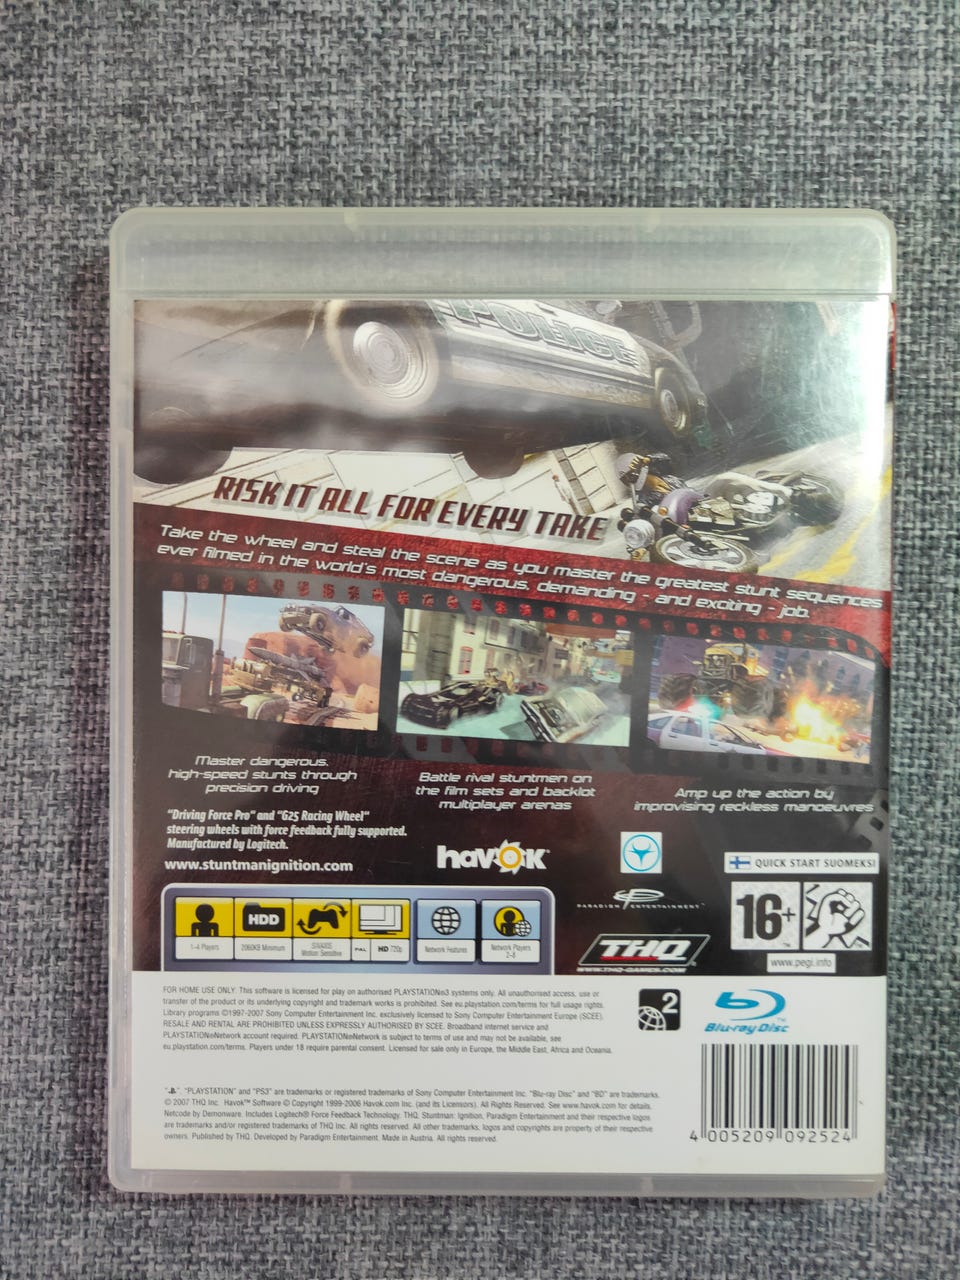 POLICE
RISK IT ALL FOR EVERY TAKE
Take the wheel and steal the scene as you master the greatest stunt sequences
ever filmed in the world's most dangerous, demanding - and exciting - job.
Master dangerous,
high-speed stunts through
precision driving
Battle rival stuntmen on
the film sets and backlot
multiplayer arenas
Amp up the action by
improvising reckless manoeuvres
"Driving Force Pro" and "G25 Racing Wheel"
steering wheels with force feedback fully supported.
Manufactured by Logitech.
www.stuntmanignition.com
havok
PARADIGM ENTERTAINMENT
THQ
WWW.THQ-GAMES.COM
QUICK START SUOMEKSI
16+
www.pegi.info
HDD
1-4 Players
2060KB Minimum
SIXAXIS
Motion Sensitive
PAL
HD 720p
Network Features
Network Players
2-8
FOR HOME USE ONLY: This software is licensed for play on authorised PLAYSTATION®3 systems only. All unauthorised access, use or
transfer of the product or its underlying copyright and trademark works is prohibited. See eu.playstation.com/terms for full usage rights.
Library programs ©1997-2007 Sony Computer Entertainment Inc. exclusively licensed to Sony Computer Entertainment Europe (SCEE).
RESALE AND RENTAL ARE PROHIBITED UNLESS EXPRESSLY AUTHORISED BY SCEE. Broadband internet service and
PLAYSTATION®Network account required. PLAYSTATION®Network is subject to terms of use and may not be available, see
eu.playstation.com/terms. Players under 18 require parental consent. Licensed for sale only in Europe, the Middle East, Africa and Oceania.
2
Blu-ray Disc
"PS", "PLAYSTATION" and "PS3" are trademarks or registered trademarks of Sony Computer Entertainment Inc. "Blu-ray Disc" and "BD" are trademarks.
© 2007 THQ Inc. Havok™ Software © Copyright 1999-2006 Havok.com Inc. (and its Licensors). All Rights Reserved. See www.havok.com for details.
Netcode by Demonware. Includes Logitech® Force Feedback Technology. THQ, Stuntman: Ignition, Paradigm Entertainment and their respective logos
are trademarks and/or registered trademarks of THQ Inc. All rights reserved. All other trademarks, logos and copyrights are property of their respective
owners. Published by THQ. Developed by Paradigm Entertainment. Made in Austria. All rights reserved.
4 005209 092524